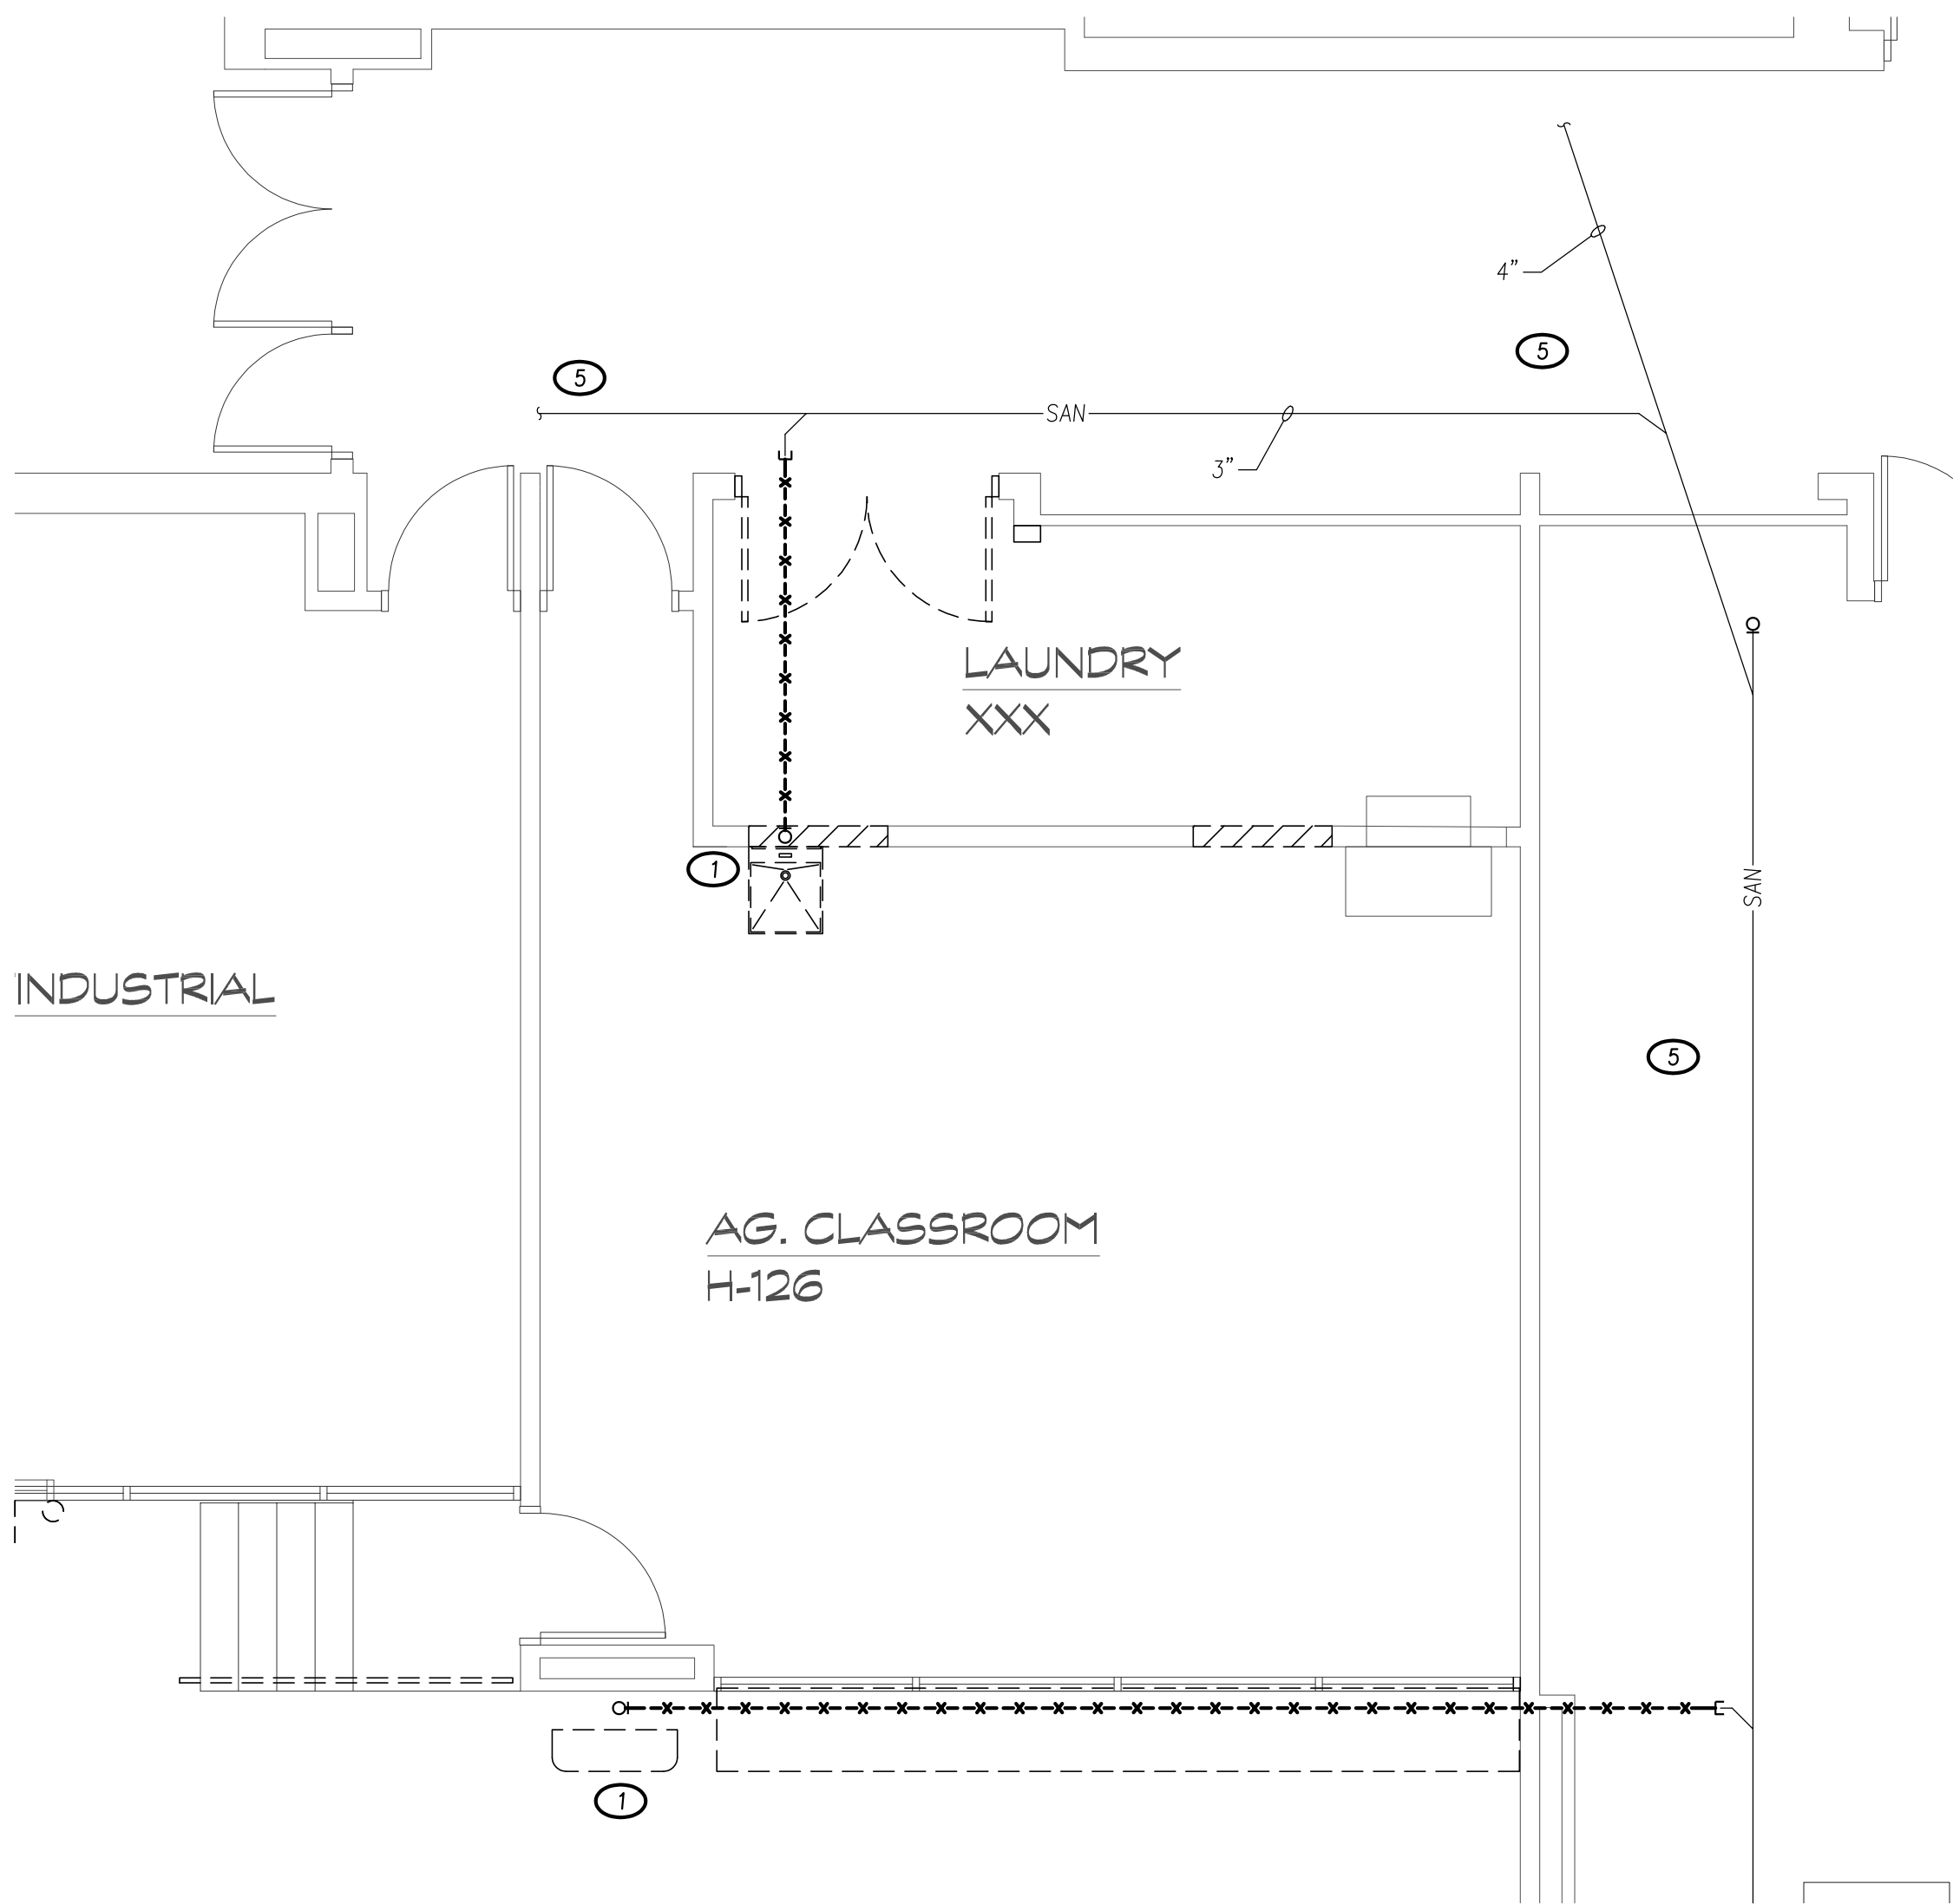 4"
5
5
SAN
3"
LAUNDRY
XXX
1
SAN
INDUSTRIAL
5
AG. CLASSROOM
H-126
1